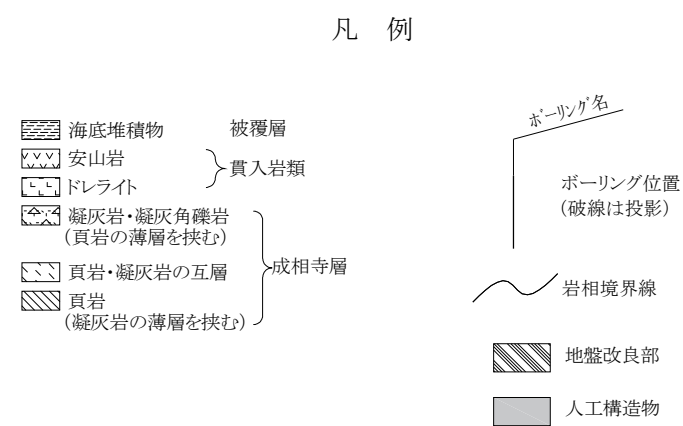 凡 例
海底堆積物 被覆層
安山岩
貫入岩類
ドレライト
凝灰岩・凝灰角礫岩
(頁岩の薄層を挟む)
成相寺層
頁岩・凝灰岩の互層
頁岩
(凝灰岩の薄層を挟む)
ボーリング名
ボーリング位置
(破線は投影)
岩相境界線
地盤改良部
人工構造物